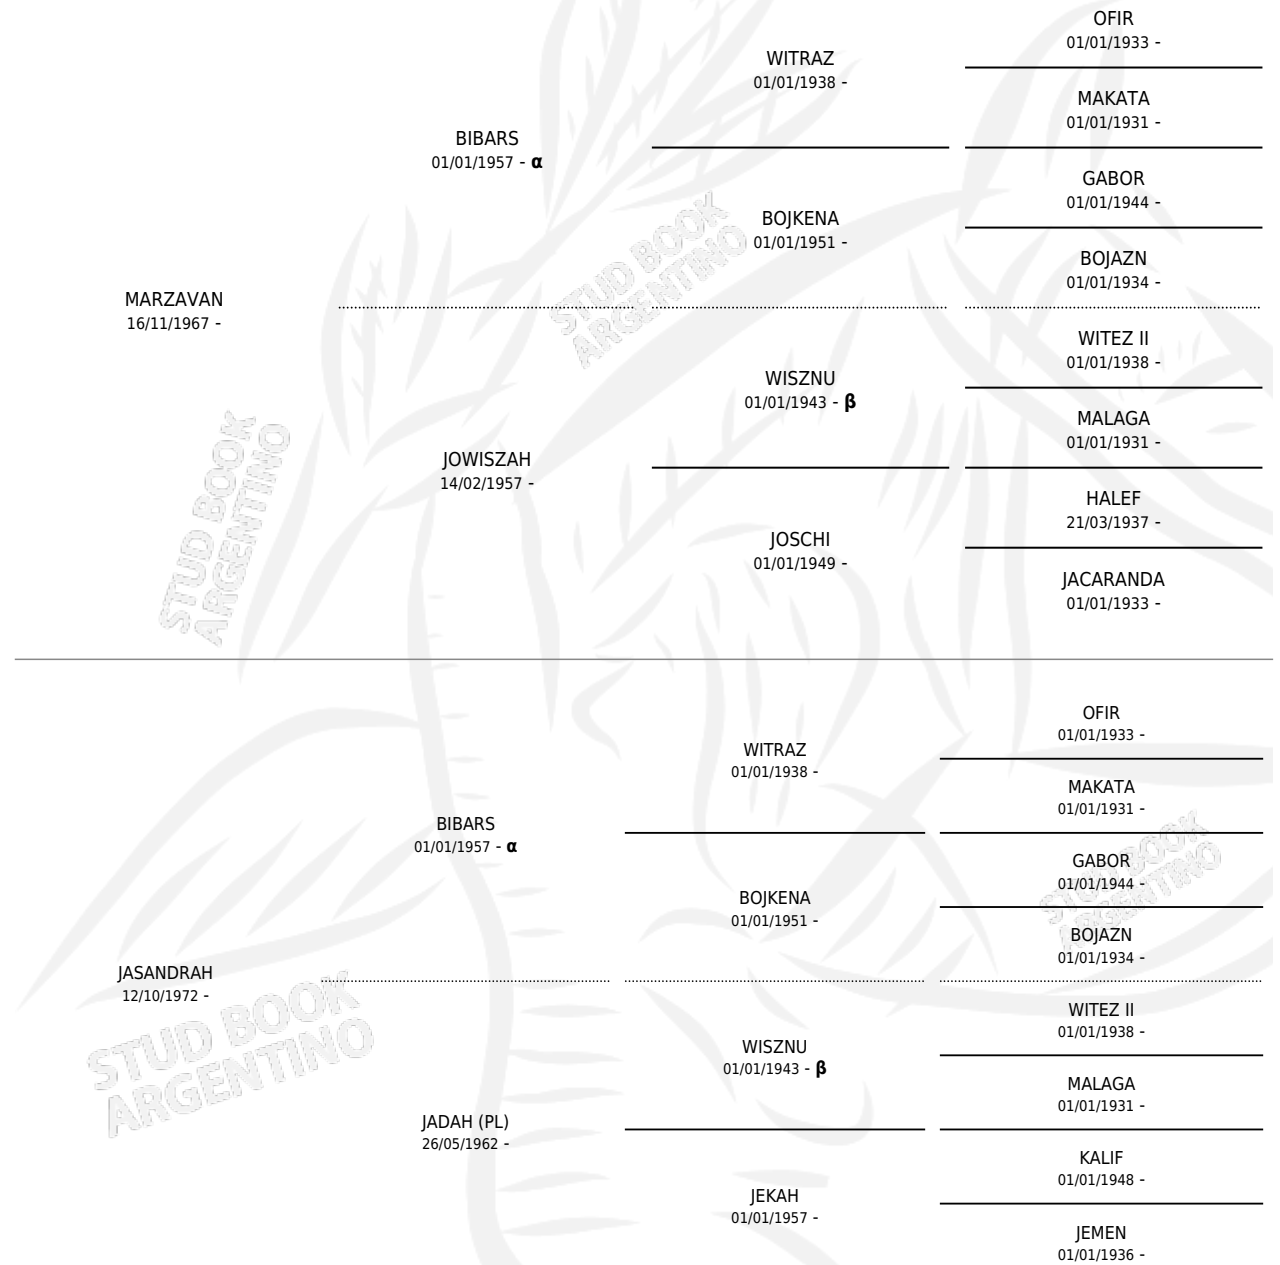 OFIR
01/01/1933 -
WITRAZ
01/01/1938 -
MAKATA
01/01/1931 -
BIBARS
01/01/1957 - α
GABOR
01/01/1944 -
BOJKENA
01/01/1951 -
BOJAZN
01/01/1934 -
MARZAVAN
16/11/1967 -
WITEZ II
01/01/1938 -
WISZNU
01/01/1943 - β
MALAGA
01/01/1931 -
JOWISZAH
14/02/1957 -
HALEF
21/03/1937 -
JOSCHI
01/01/1949 -
JACARANDA
01/01/1933 -
STUD BOOK
ARGENTINO
STUD BOOK
ARGENTINO
OFIR
01/01/1933 -
WITRAZ
01/01/1938 -
MAKATA
01/01/1931 -
BIBARS
01/01/1957 - α
GABOR
01/01/1944 -
BOJKENA
01/01/1951 -
BOJAZN
01/01/1934 -
JASANDRAH
12/10/1972 -
WITEZ II
01/01/1938 -
WISZNU
01/01/1943 - β
MALAGA
01/01/1931 -
JADAH (PL)
26/05/1962 -
KALIF
01/01/1948 -
JEKAH
01/01/1957 -
JEMEN
01/01/1936 -
STUD BOOK
ARGENTINO
STUD BOOK
ARGENTINO